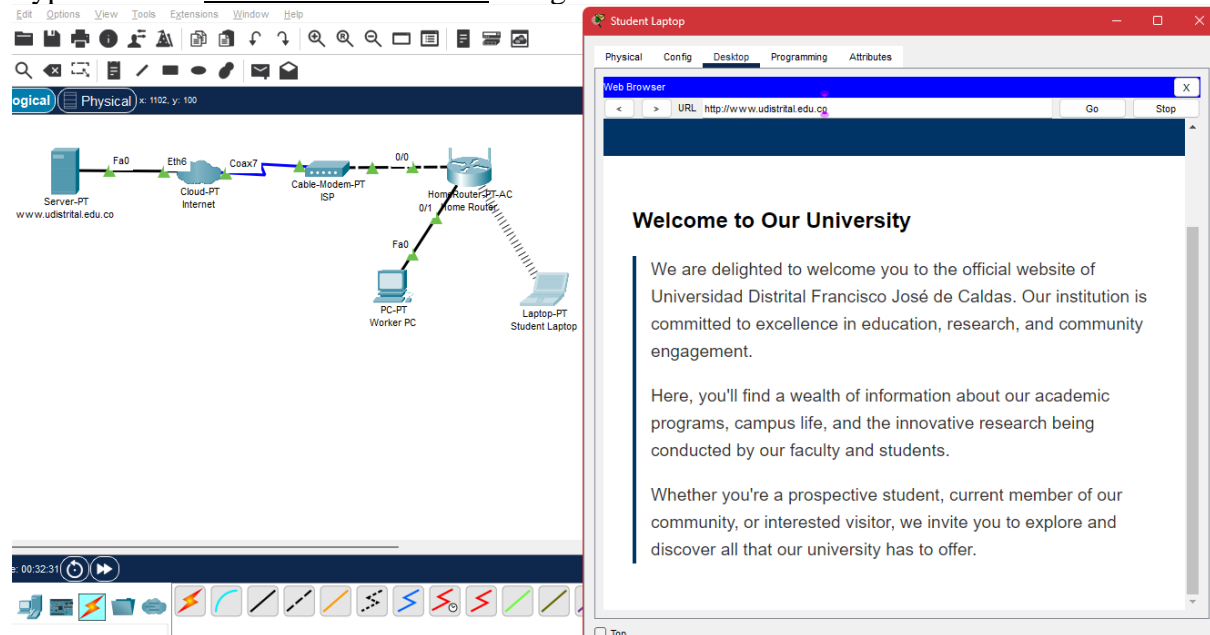 Edit Options View Tools Extensions Window Help
Student Laptop
Physical Config Desktop Programming Attributes
Web Browser
X
< > URL http://www.udistrital.edu.co Go Stop
ogical Physical x: 1102, y: 100
Fa0 Eth6 Coax7 0/0
Server-PT
www.udistrital.edu.co
Cloud-PT
Internet
Cable-Modem-PT
ISP
HomeRouter-PT-AC
Home Router
0/1
Fa0
PC-PT
Worker PC
Laptop-PT
Student Laptop
Welcome to Our University
We are delighted to welcome you to the official website of
Universidad Distrital Francisco José de Caldas. Our institution is
committed to excellence in education, research, and community
engagement.
Here, you'll find a wealth of information about our academic
programs, campus life, and the innovative research being
conducted by our faculty and students.
Whether you're a prospective student, current member of our
community, or interested visitor, we invite you to explore and
discover all that our university has to offer.
e: 00:32:31
Top